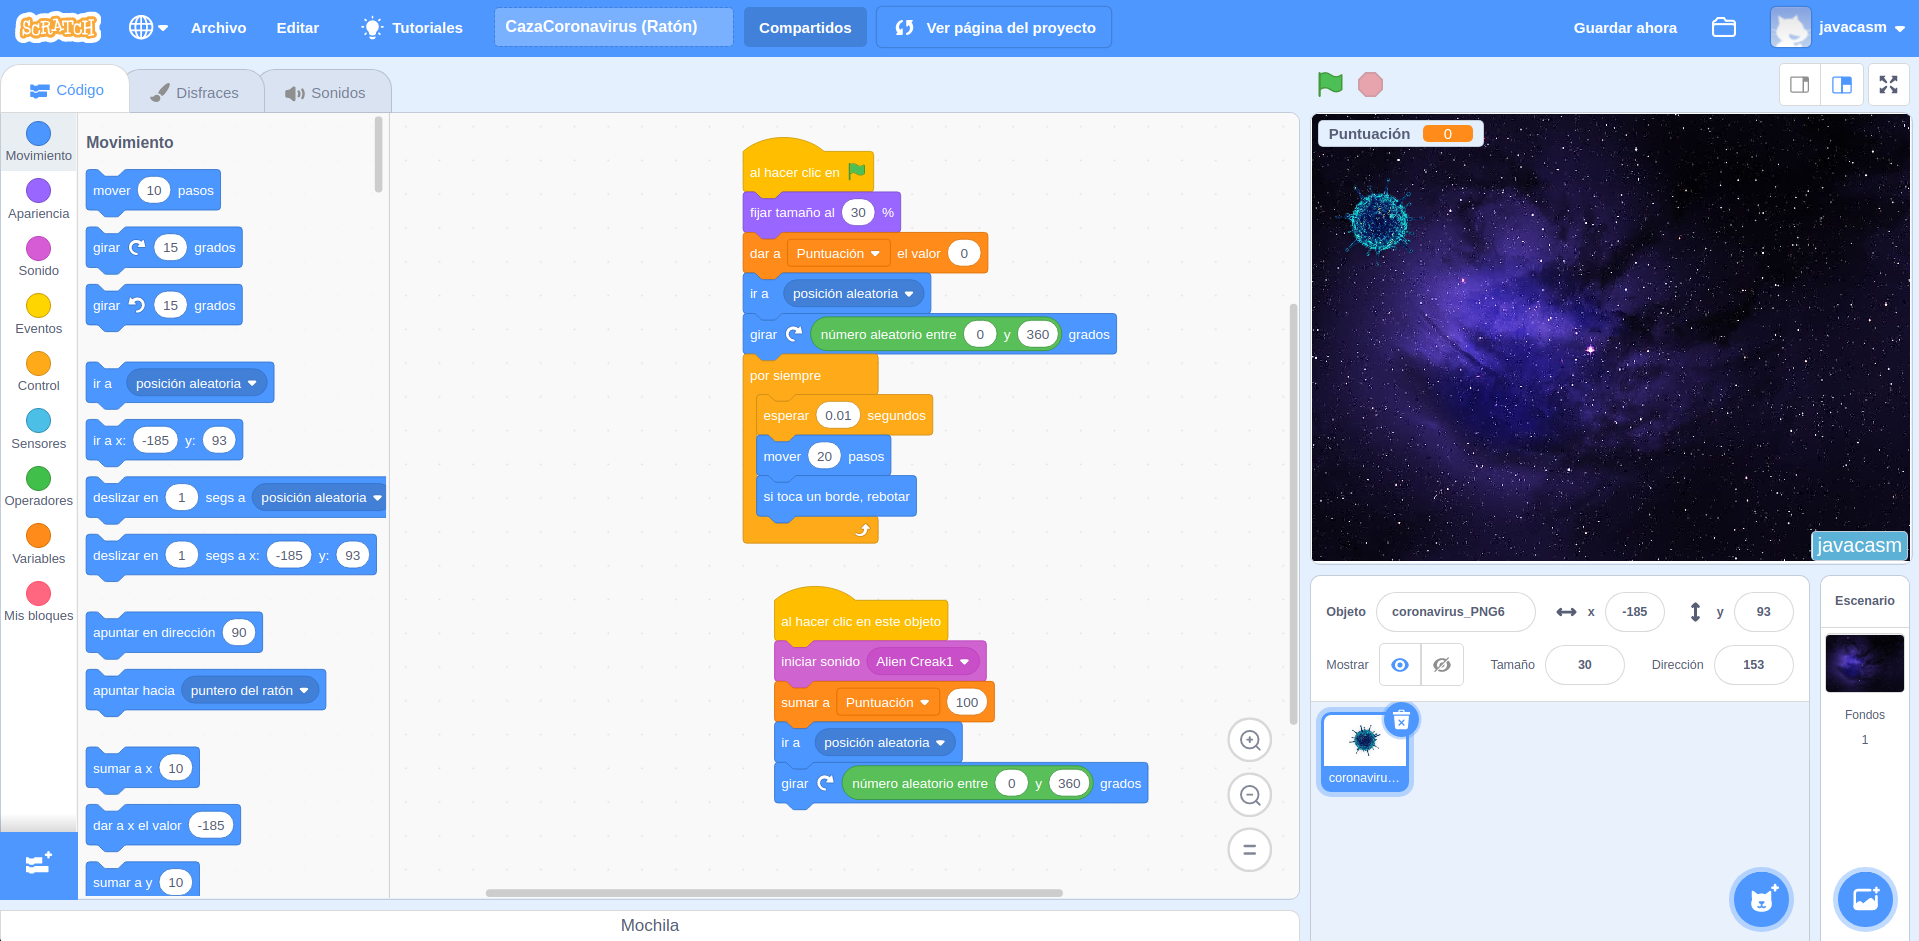 SCRATCH
Archivo
Editar
Tutoriales
CazaCoronavirus (Ratón)
Compartidos
Ver página del proyecto
Guardar ahora
javacasm
Código
Disfraces
Sonidos
Movimiento
Apariencia
Sonido
Eventos
Control
Sensores
Operadores
Variables
Mis bloques
Movimiento
mover 10 pasos
girar 15 grados
girar 15 grados
ir a posición aleatoria
ir a x: -185 y: 93
deslizar en 1 segs a posición aleatoria
deslizar en 1 segs a x: -185 y: 93
apuntar en dirección 90
apuntar hacia puntero del ratón
sumar a x 10
dar a x el valor -185
sumar a y 10
al hacer clic en
fijar tamaño al 30 %
dar a Puntuación el valor 0
ir a posición aleatoria
girar número aleatorio entre 0 y 360 grados
por siempre
esperar 0.01 segundos
mover 20 pasos
si toca un borde, rebotar
al hacer clic en este objeto
iniciar sonido Alien Creak1
sumar a Puntuación 100
ir a posición aleatoria
girar número aleatorio entre 0 y 360 grados
Mochila
Puntuación 0
javacasm
Objeto coronavirus_PNG6 x -185 y 93
Mostrar Tamaño 30 Dirección 153
coronaviru...
Escenario
Fondos
1